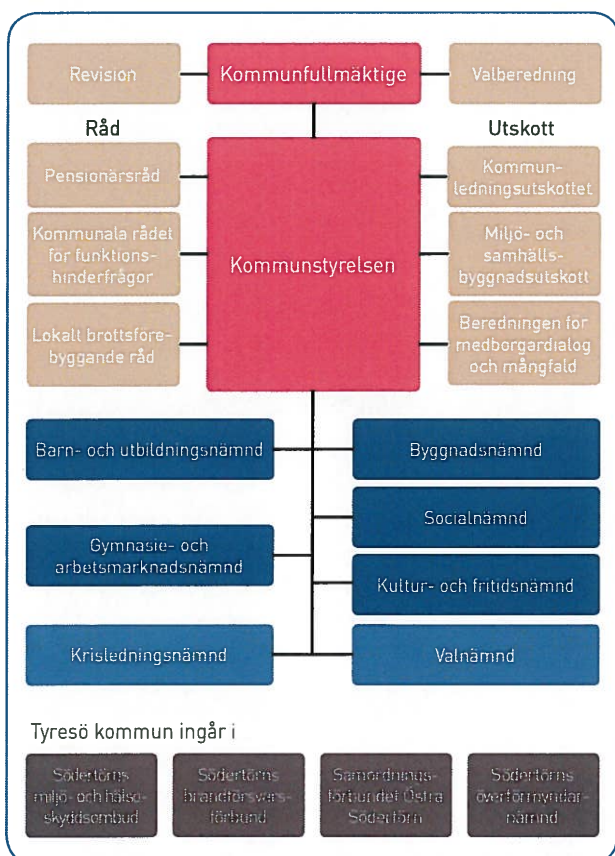 Revision
Kommunfullmäktige
Valberedning
Råd
Utskott
Pensionärsråd
Kommun-
ledningsutskottet
Kommunala rådet
för funktions-
hinderfrågor
Kommunstyrelsen
Miljö- och
samhälls-
byggnadsutskott
Lokalt brottsföre-
byggande råd
Beredningen för
medborgardialog
och mångfald
Barn- och utbildningsnämnd
Byggnadsnämnd
Socialnämnd
Gymnasie- och
arbetsmarknadsnämnd
Kultur- och fritidsnämnd
Krisledningsnämnd
Valnämnd
Tyresö kommun ingår i
Södertörns
miljö- och hälso-
skyddsombud
Södertörns
brandförsvars-
förbund
Samordnings-
förbundet Östra
Södertörn
Södertörns
överförmyndar-
nämnd